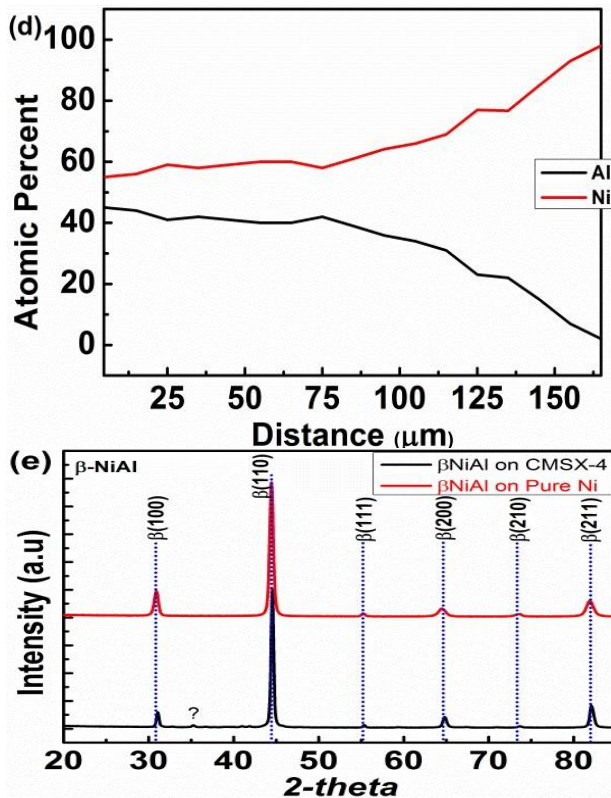 (d)
100
80
60
40
20
0
Atomic Percent
Al
Ni
25 50 75 100 125 150
Distance (μm)
(e)
β-NiAl
βNiAl on CMSX-4
βNiAl on Pure Ni
β(100)
β(110)
β(111)
β(200)
β(210)
β(211)
Intensity (a.u)
?
20 30 40 50 60 70 80
2-theta